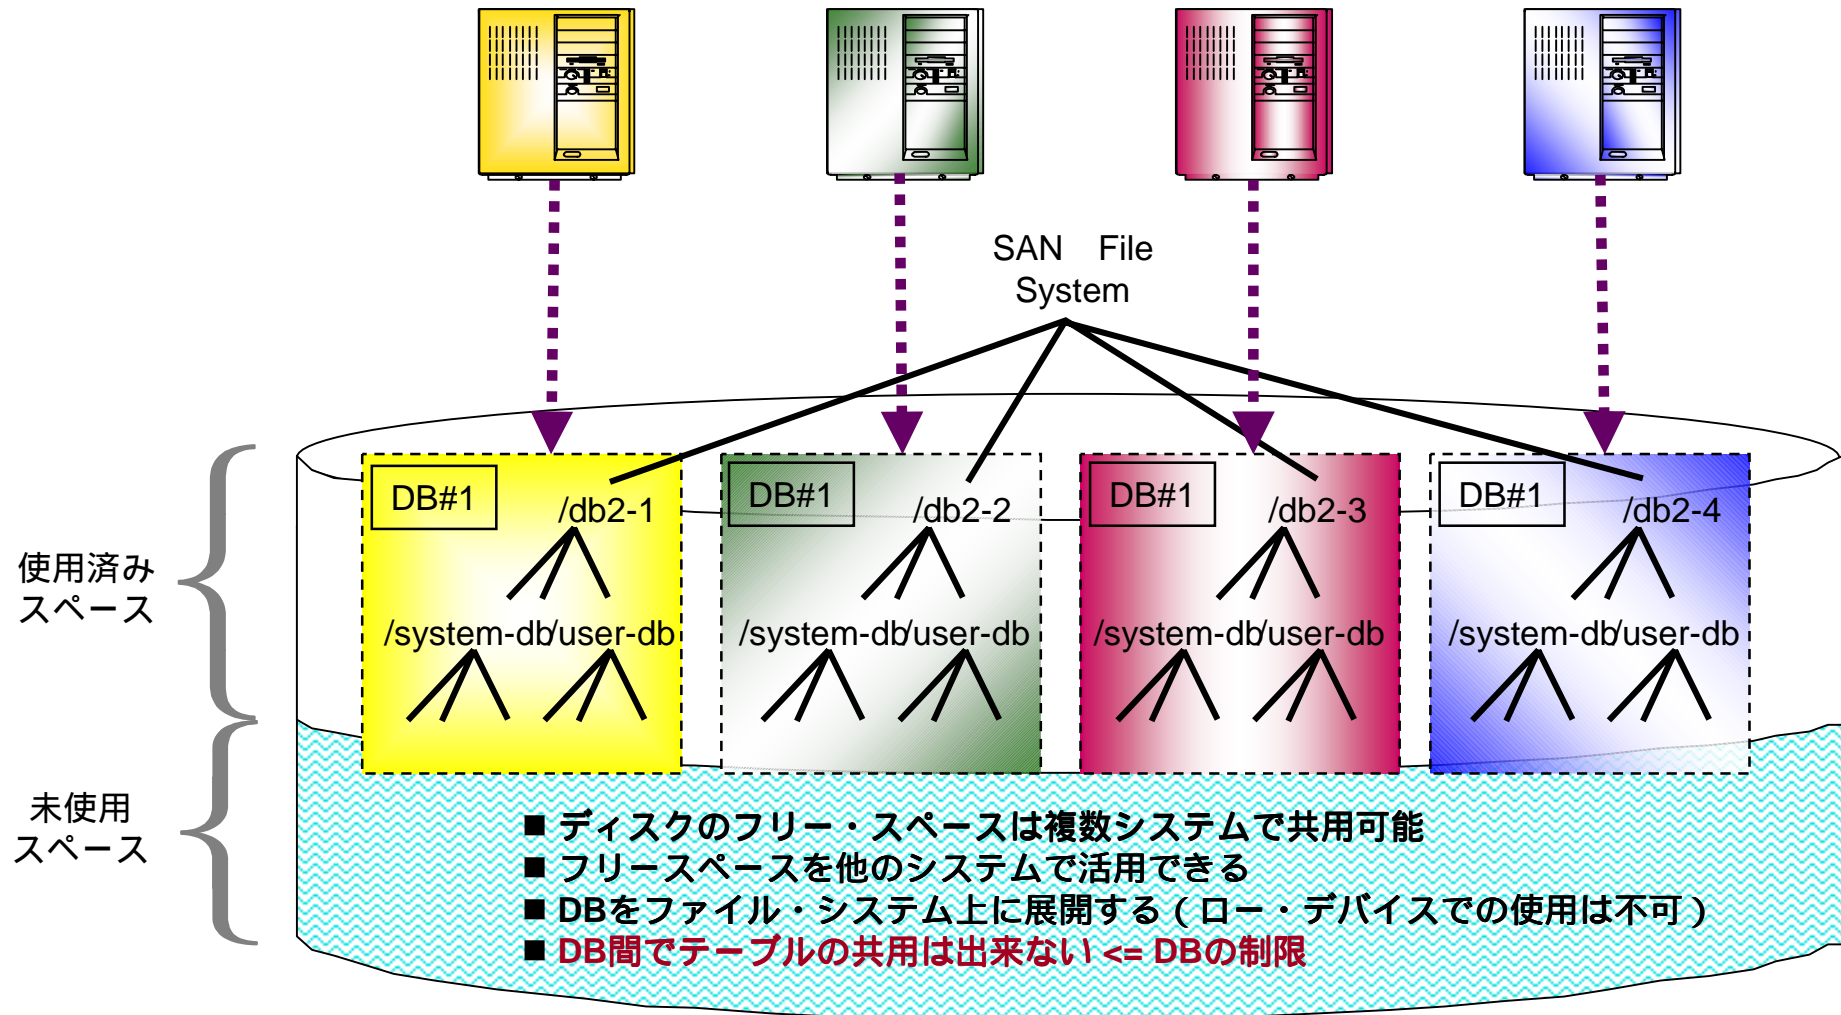 SAN File
System
DB#1
/db2-1
/system-db/user-db
DB#1
/db2-2
/system-db/user-db
DB#1
/db2-3
/system-db/user-db
DB#1
/db2-4
/system-db/user-db
使用済み
スペース
未使用
スペース
■ ディスクのフリー・スペースは複数システムで共用可能
■ フリースペースを他のシステムで活用できる
■ DBをファイル・システム上に展開する(ロー・デバイスでの使用は不可)
■ DB間でテーブルの共用は出来ない <= DBの制限